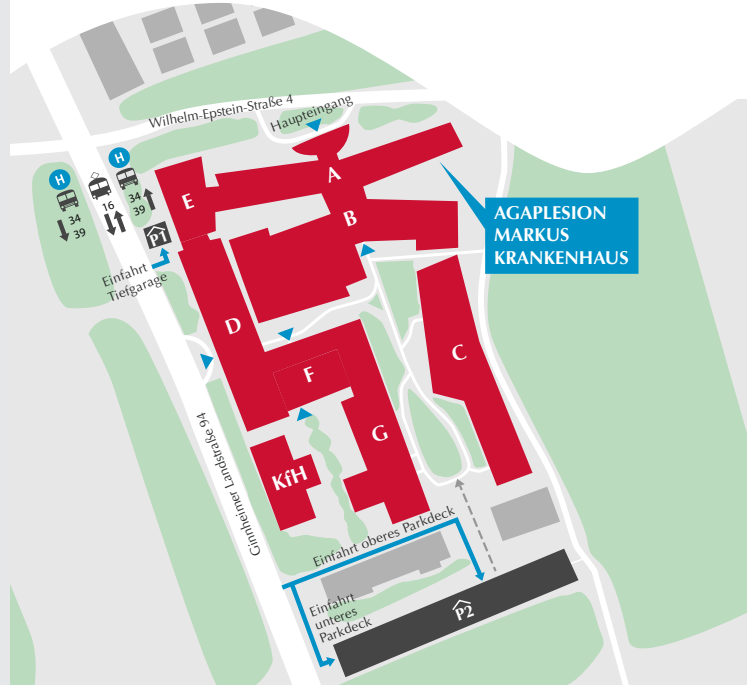 Wilhelm-Epstein-Straße 4
Haupteingang
H
H
34
39
16
34
39
P1
Einfahrt
Tiefgarage
E
A
B
AGAPLESION
MARKUS
KRANKENHAUS
D
C
F
G
KfH
Ginnheimer Landstraße 94
Einfahrt oberes Parkdeck
Einfahrt
unteres
Parkdeck
P2